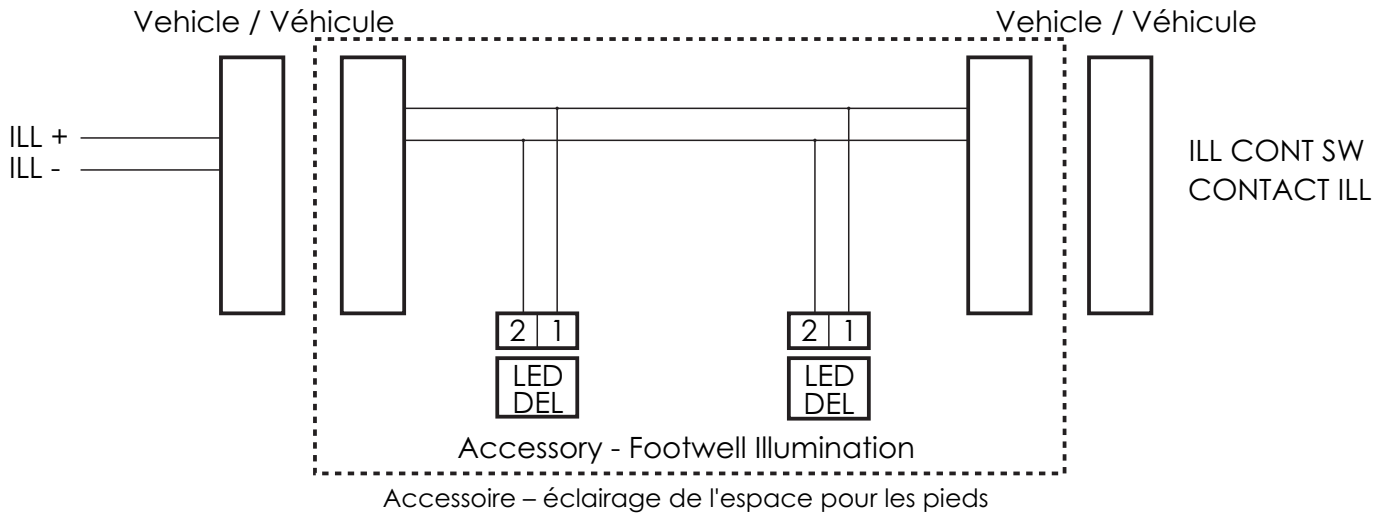 Vehicle / Véhicule
Vehicle / Véhicule
ILL +
ILL -
ILL CONT SW
CONTACT ILL
2 1
2 1
LED
DEL
LED
DEL
Accessory - Footwell Illumination
Accessoire – éclairage de l'espace pour les pieds